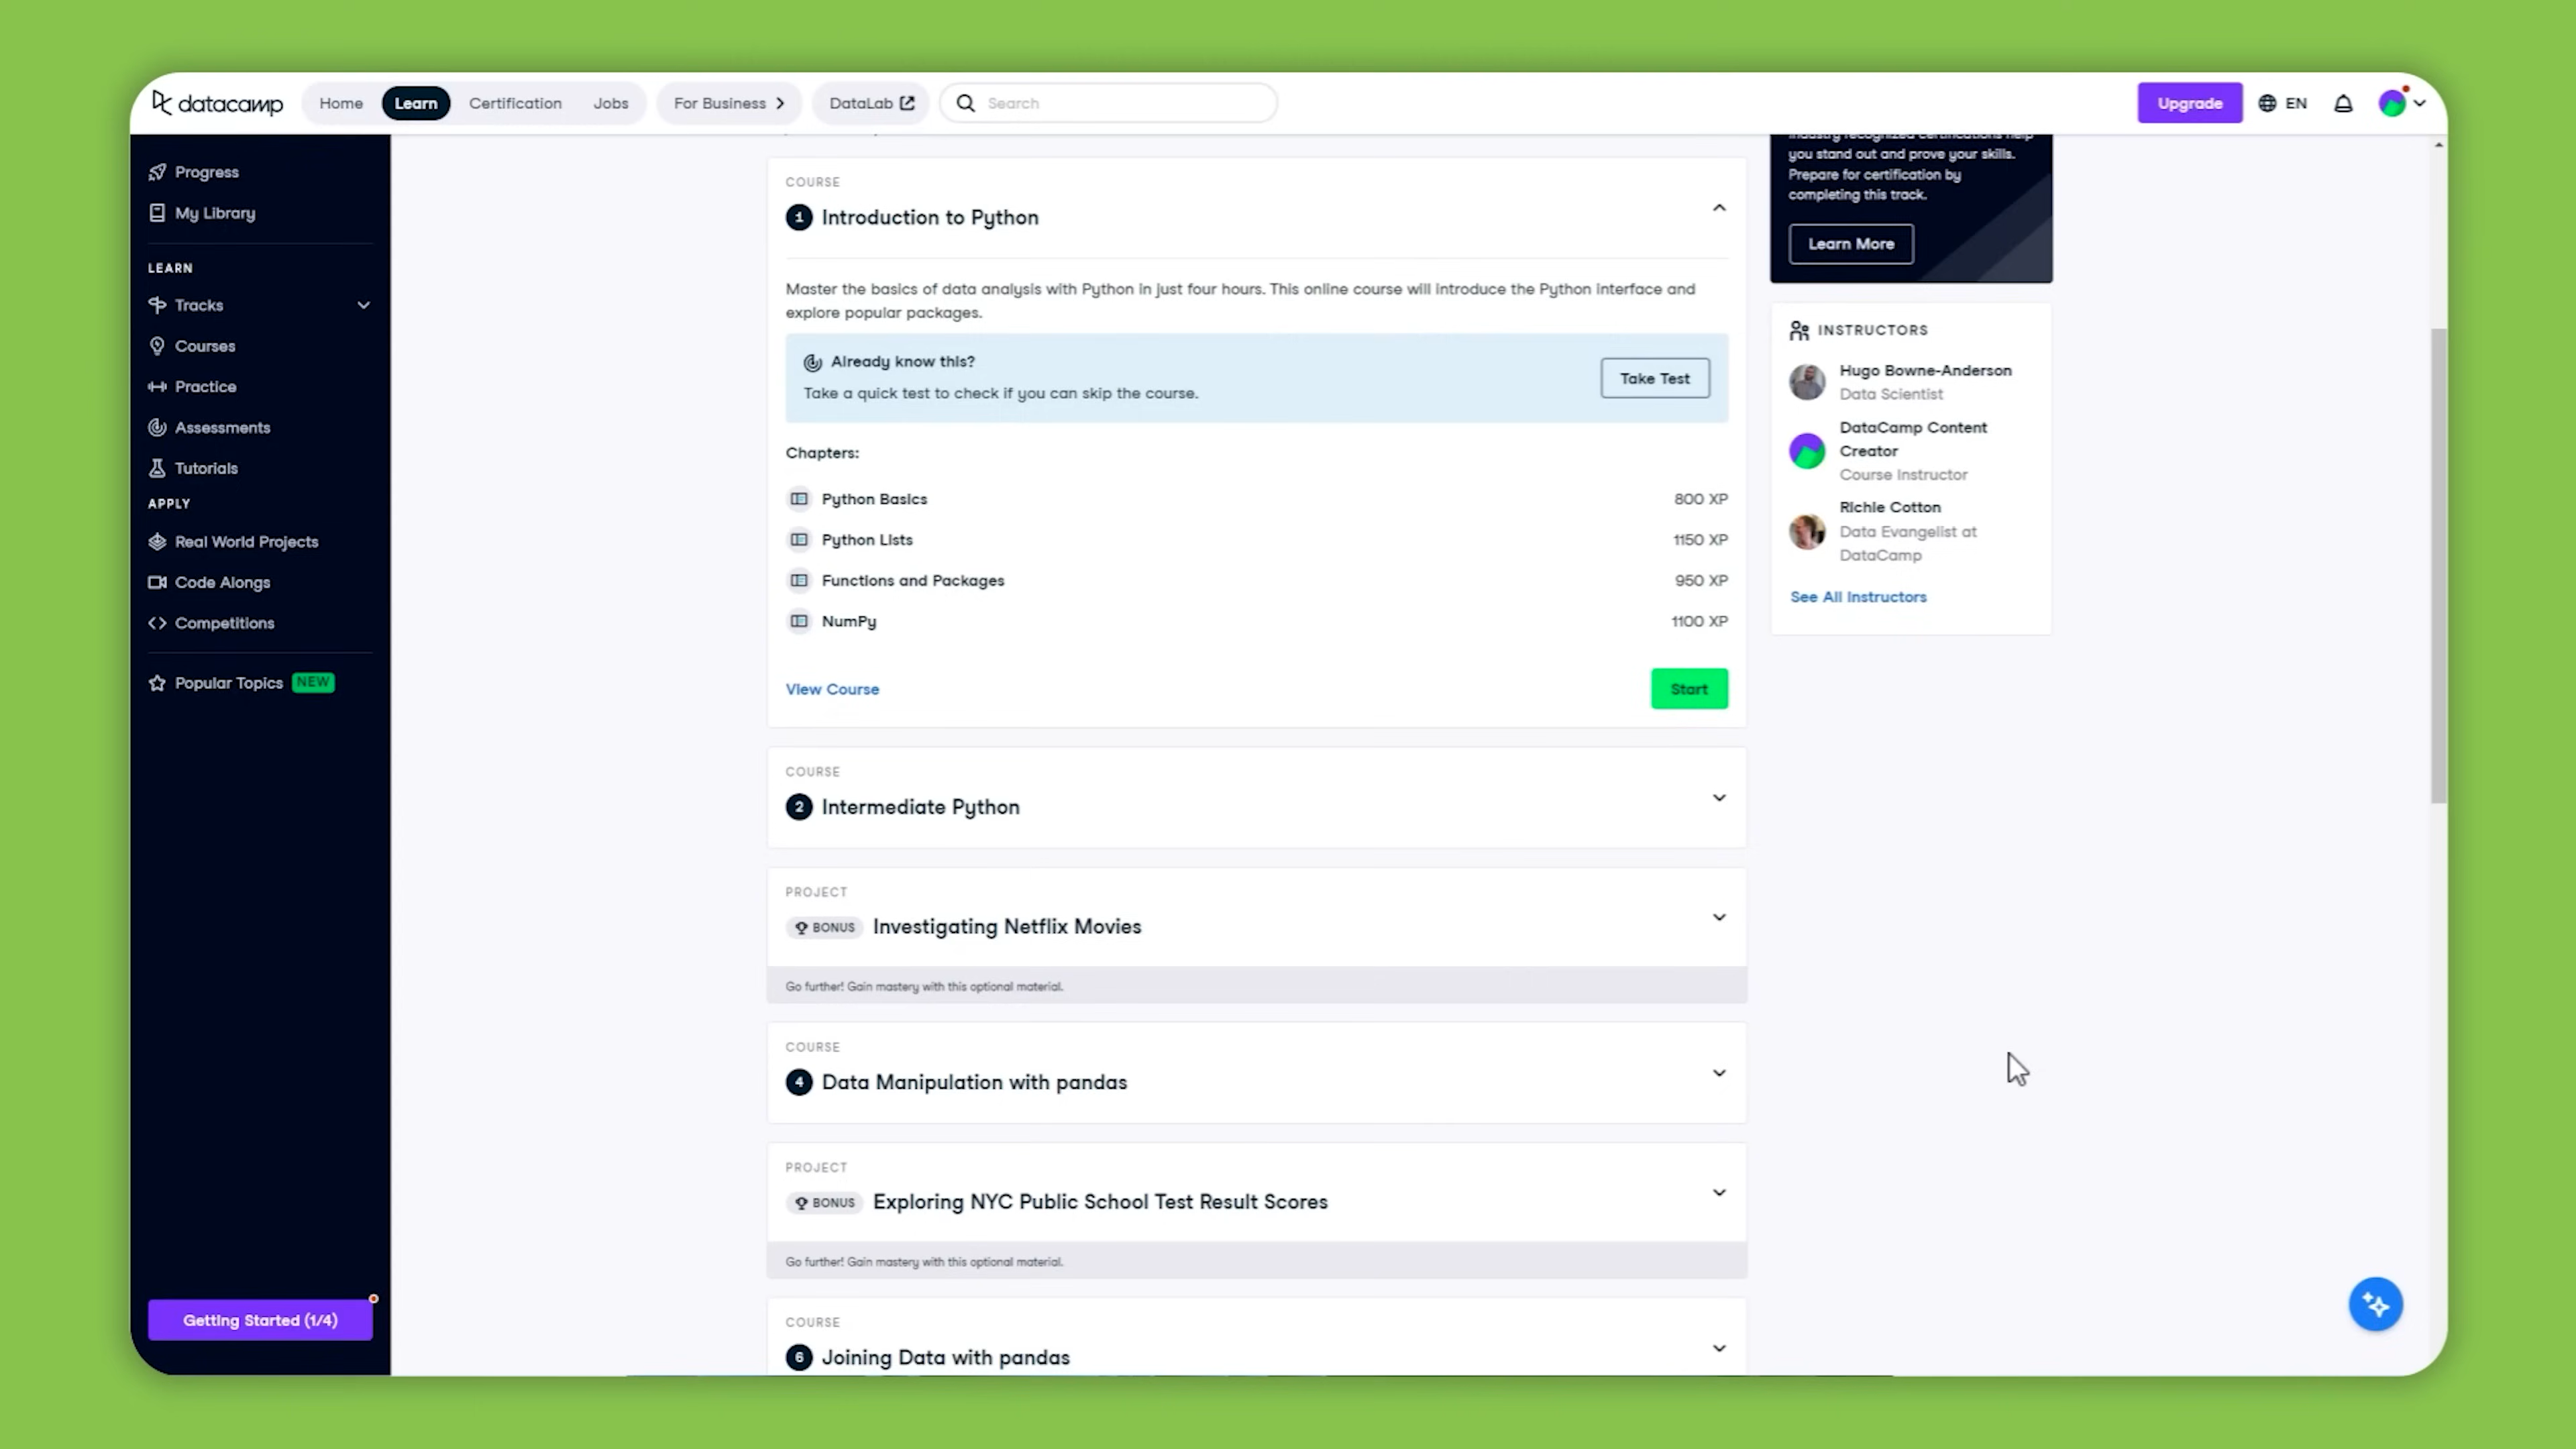 datacamp
Home
Learn
Certification
Jobs
For Business
DataLab
Search
Upgrade
EN
Progress
My Library
LEARN
Tracks
Courses
Practice
Assessments
Tutorials
APPLY
Real World Projects
Code Alongs
Competitions
Popular Topics NEW
Getting Started (1/4)
COURSE
1 Introduction to Python
Master the basics of data analysis with Python in just four hours. This online course will introduce the Python interface and
explore popular packages.
Already know this?
Take a quick test to check if you can skip the course.
Take Test
Chapters:
Python Basics 800 XP
Python Lists 1150 XP
Functions and Packages 950 XP
NumPy 1100 XP
View Course
Start
COURSE
2 Intermediate Python
PROJECT
BONUS Investigating Netflix Movies
Go further! Gain mastery with this optional material.
COURSE
4 Data Manipulation with pandas
PROJECT
BONUS Exploring NYC Public School Test Result Scores
Go further! Gain mastery with this optional material.
COURSE
6 Joining Data with pandas
industry recognized certifications help
you stand out and prove your skills.
Prepare for certification by
completing this track.
Learn More
INSTRUCTORS
Hugo Bowne-Anderson
Data Scientist
DataCamp Content
Creator
Course Instructor
Richie Cotton
Data Evangelist at
DataCamp
See All Instructors